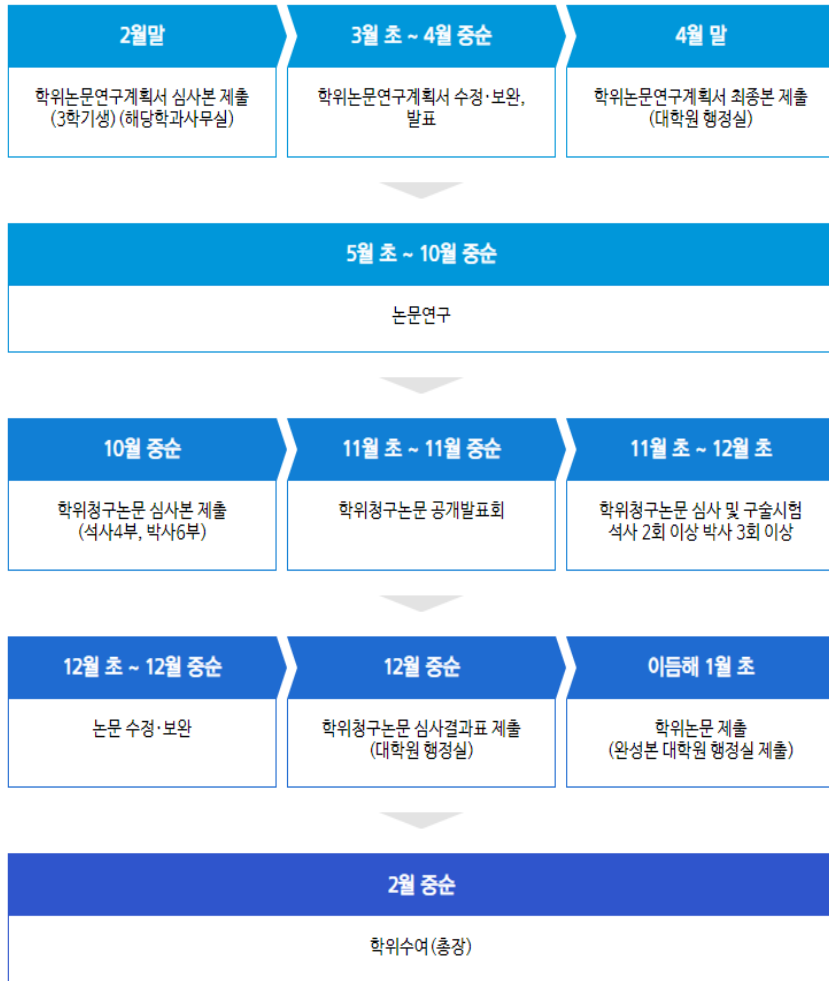 2월말
학위논문연구계획서 심사본 제출
(3학기생) (해당학과사무실)
3월 초 ~ 4월 중순
학위논문연구계획서 수정·보완,
발표
4월 말
학위논문연구계획서 최종본 제출
(대학원 행정실)
5월 초 ~ 10월 중순
논문연구
10월 중순
학위청구논문 심사본 제출
(석사4부, 박사6부)
11월 초 ~ 11월 중순
학위청구논문 공개발표회
11월 초 ~ 12월 초
학위청구논문 심사 및 구술시험
석사 2회 이상 박사 3회 이상
12월 초 ~ 12월 중순
논문 수정·보완
12월 중순
학위청구논문 심사결과표 제출
(대학원 행정실)
이듬해 1월 초
학위논문 제출
(완성본 대학원 행정실 제출)
2월 중순
학위수여(총장)